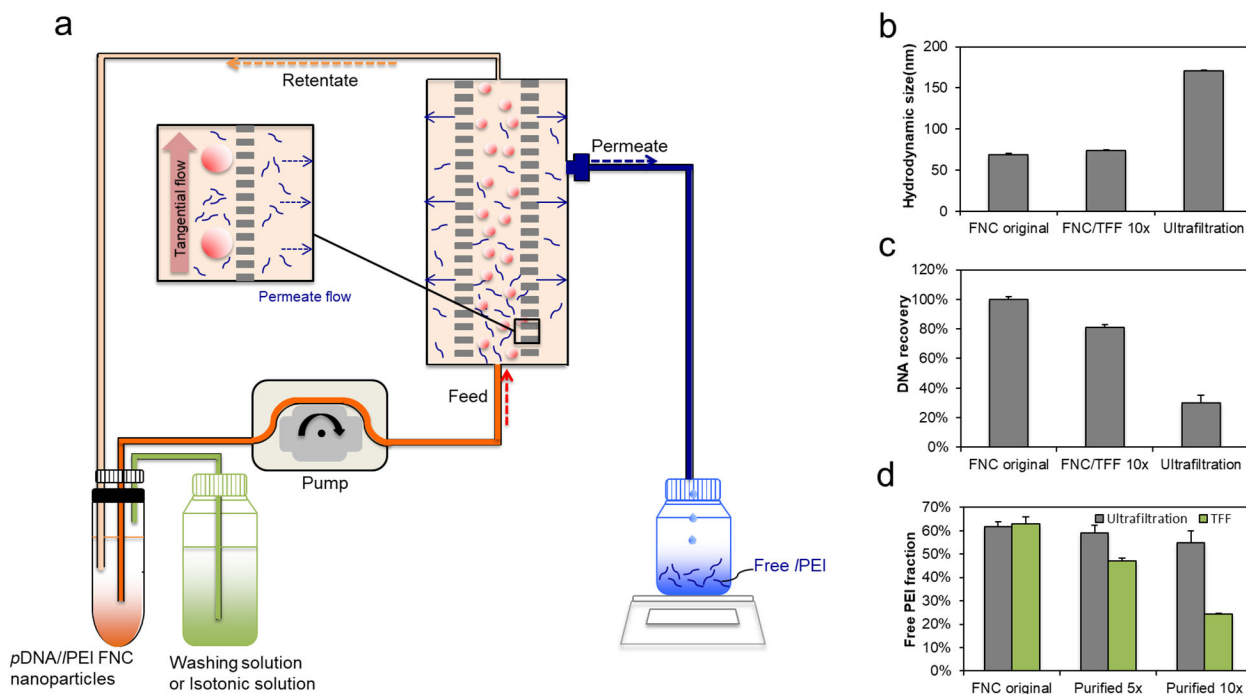 a
Retentate
Tangential flow
Permeate flow
Permeate
Feed
Pump
Free lPEI
pDNA/lPEI FNC
nanoparticles
Washing solution
or Isotonic solution
b
Hydrodynamic size(nm)
200
150
100
50
0
FNC original
FNC/TFF 10x
Ultrafiltration
c
DNA recovery
120%
100%
80%
60%
40%
20%
0%
FNC original
FNC/TFF 10x
Ultrafiltration
d
Free PEI fraction
70%
60%
50%
40%
30%
20%
10%
0%
Ultrafiltration
TFF
FNC original
Purified 5x
Purified 10x